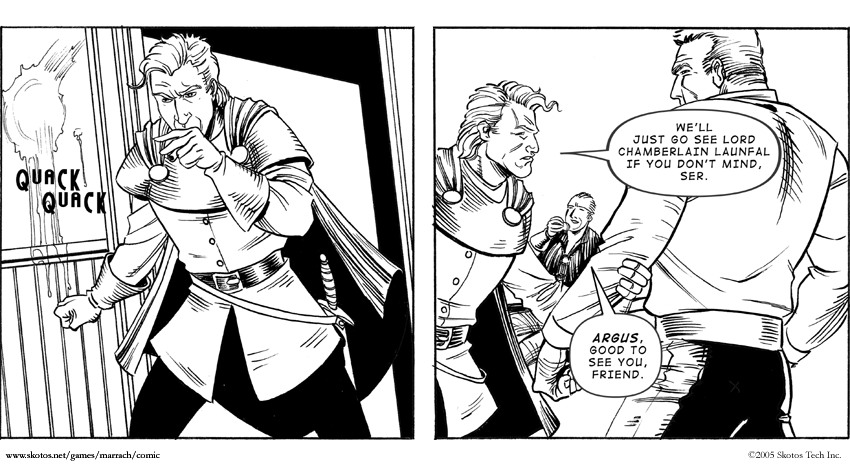 QUACK
QUACK
WE'LL
JUST GO SEE LORD
CHAMBERLAIN LAUNFAL
IF YOU DON'T MIND,
SER.
ARGUS,
GOOD TO
SEE YOU,
FRIEND.
www.skotos.net/games/marrach/comic
©2005 Skotos Tech Inc.